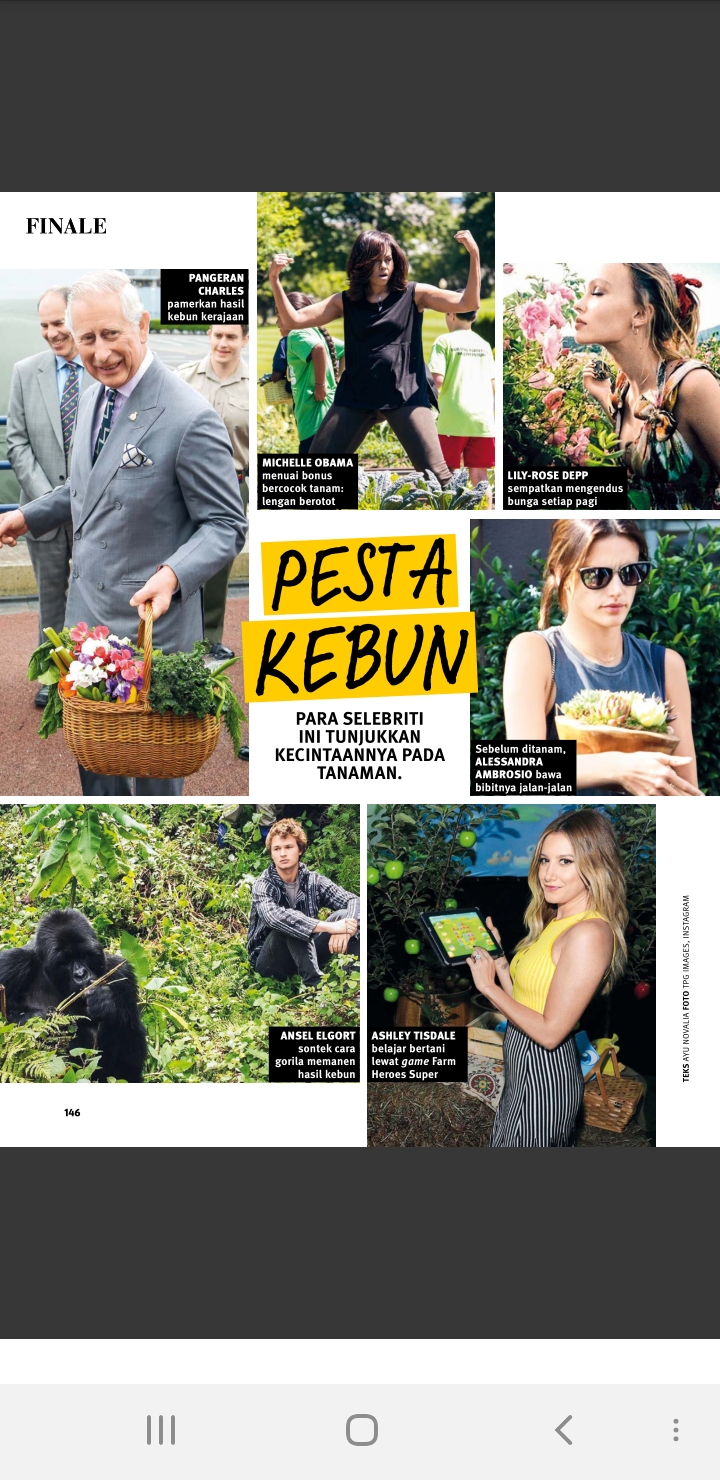 FINALE
PANGERAN
CHARLES
pamerkan hasil
kebun kerajaan
MICHELLE OBAMA
menuai bonus
bercocok tanam:
lengan berotot
LILY-ROSE DEPP
sempatkan mengendus
bunga setiap pagi
PESTA
KEBUN
PARA SELEBRITI
INI TUNJUKKAN
KECINTAANNYA PADA
TANAMAN.
Sebelum ditanam,
ALESSANDRA
AMBROSIO bawa
bibitnya jalan-jalan
ANSEL ELGORT
sontek cara
gorila memanen
hasil kebun
ASHLEY TISDALE
belajar bertani
lewat game Farm
Heroes Super
TEKS AYU NOVALIA FOTO TPG IMAGES, INSTAGRAM
146